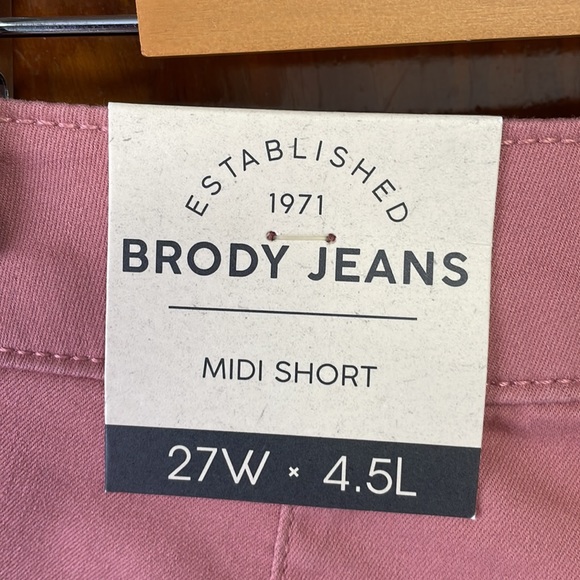 ESTABLISHED
1971
BRODY JEANS
MIDI SHORT
27W × 4.5L